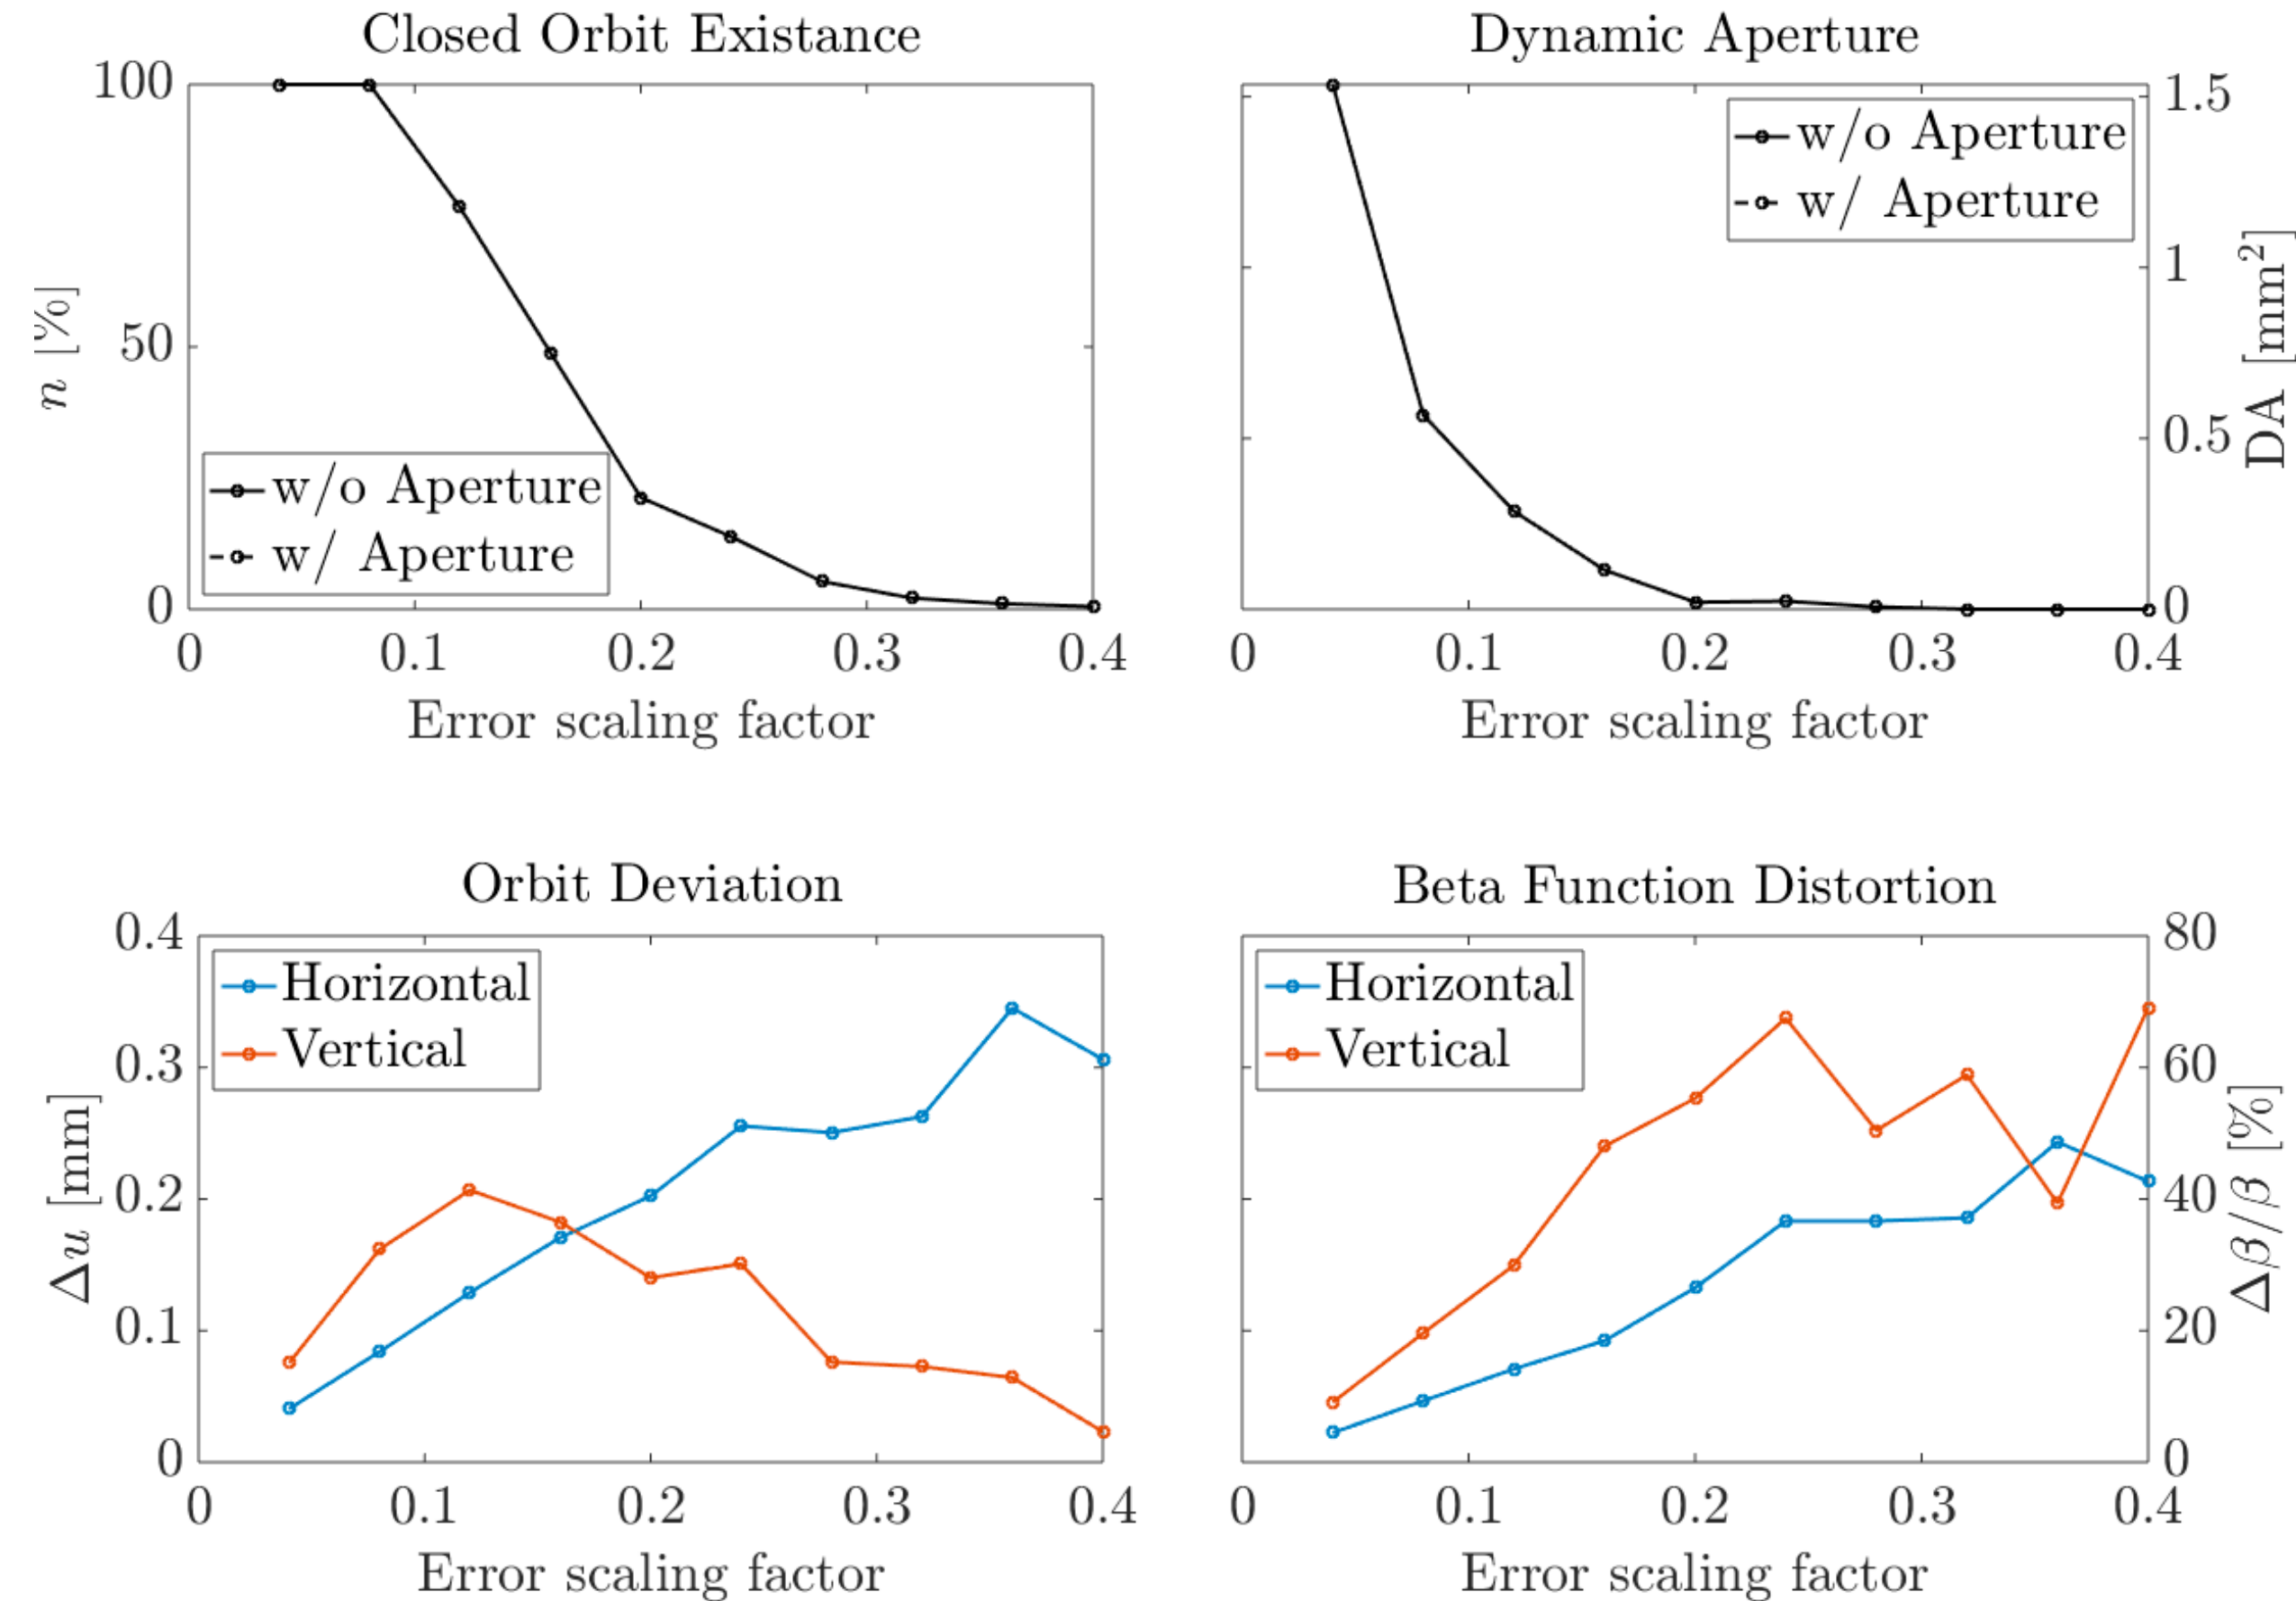 Closed Orbit Existance
100
50
0
n [%]
w/o Aperture
w/ Aperture
0 0.1 0.2 0.3 0.4
Error scaling factor
Dynamic Aperture
w/o Aperture
w/ Aperture
1.5
1
0.5
0
DA [mm²]
0 0.1 0.2 0.3 0.4
Error scaling factor
Orbit Deviation
0.4
0.3
0.2
0.1
0
Δu [mm]
Horizontal
Vertical
0 0.1 0.2 0.3 0.4
Error scaling factor
Beta Function Distortion
Horizontal
Vertical
80
60
40
20
0
Δβ/β [%]
0 0.1 0.2 0.3 0.4
Error scaling factor